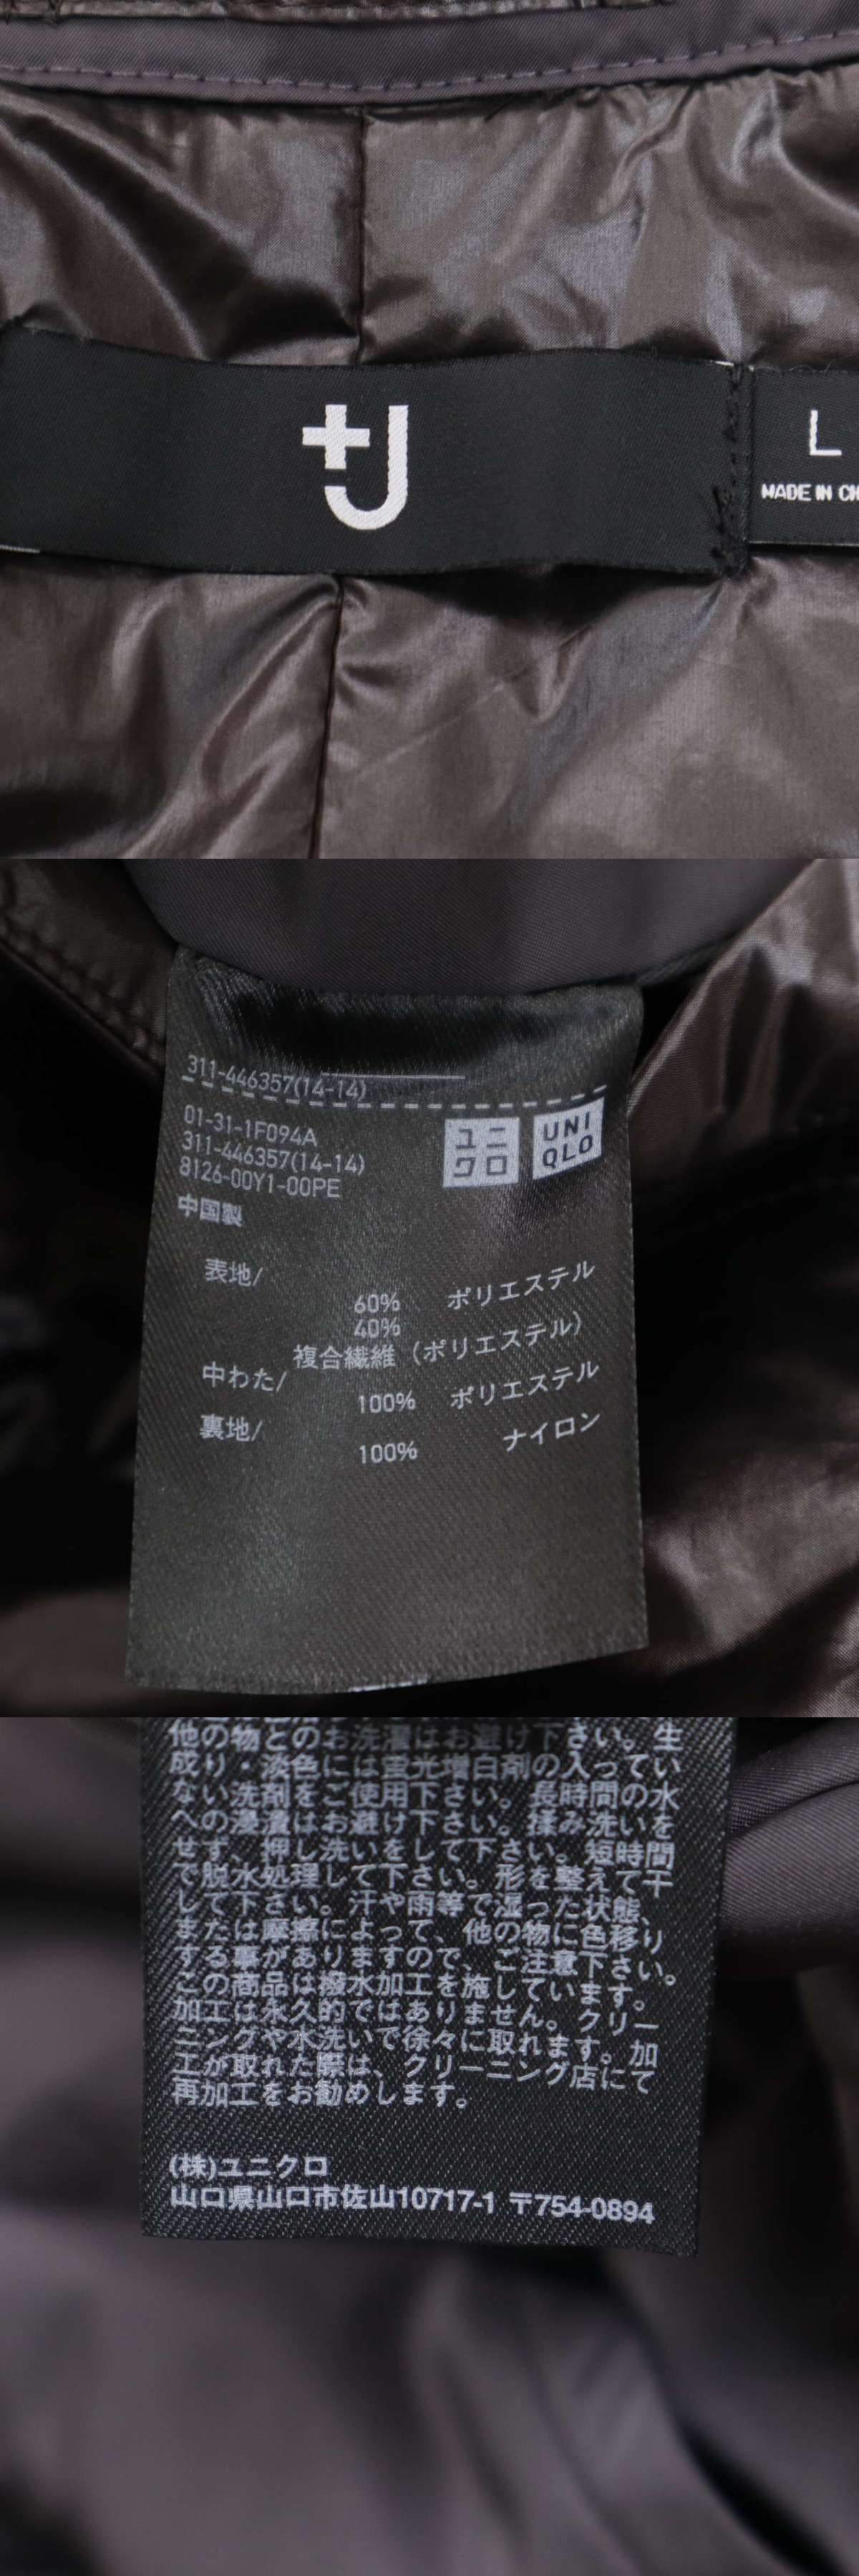 +J
L
MADE IN CH
311-446357(14-14)
01-31-1F094A
311-446357(14-14)
8126-00Y1-00PE
中国製
ユニクロ
UNIQLO
表地/
60% ポリエステル
40%
複合繊維（ポリエステル）
中わた/
100% ポリエステル
裏地/
100% ナイロン
他の物とのお洗濯はお避け下さい。生
成り・淡色には蛍光増白剤の入ってい
ない洗剤をご使用下さい。長時間の水
への浸漬はお避け下さい。揉み洗いを
せず、押し洗いをして下さい。短時間
で脱水処理して下さい。形を整えて干
して下さい。汗や雨等で湿った状態、
または摩擦によって、他の物に色移り
する事がありますので、ご注意下さい。
この商品は撥水加工を施しています。
加工は永久的ではありません。クリー
ニングや水洗いで徐々に取れます。加
工が取れた際は、クリーニング店にて
再加工をお勧めします。
(株)ユニクロ
山口県山口市佐山10717-1 〒754-0894